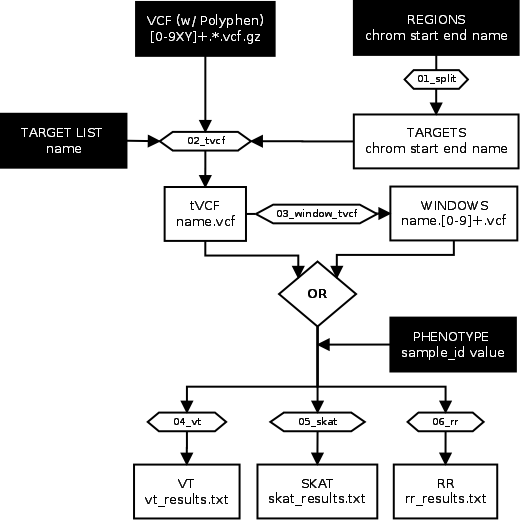 VCF (w/ Polyphen)
[0-9XY]+.*.vcf.gz
REGIONS
chrom start end name
01_split
TARGET LIST
name
02_tvcf
TARGETS
chrom start end name
tVCF
name.vcf
03_window_tvcf
WINDOWS
name.[0-9]+.vcf
OR
PHENOTYPE
sample_id value
04_vt
05_skat
06_rr
VT
vt_results.txt
SKAT
skat_results.txt
RR
rr_results.txt